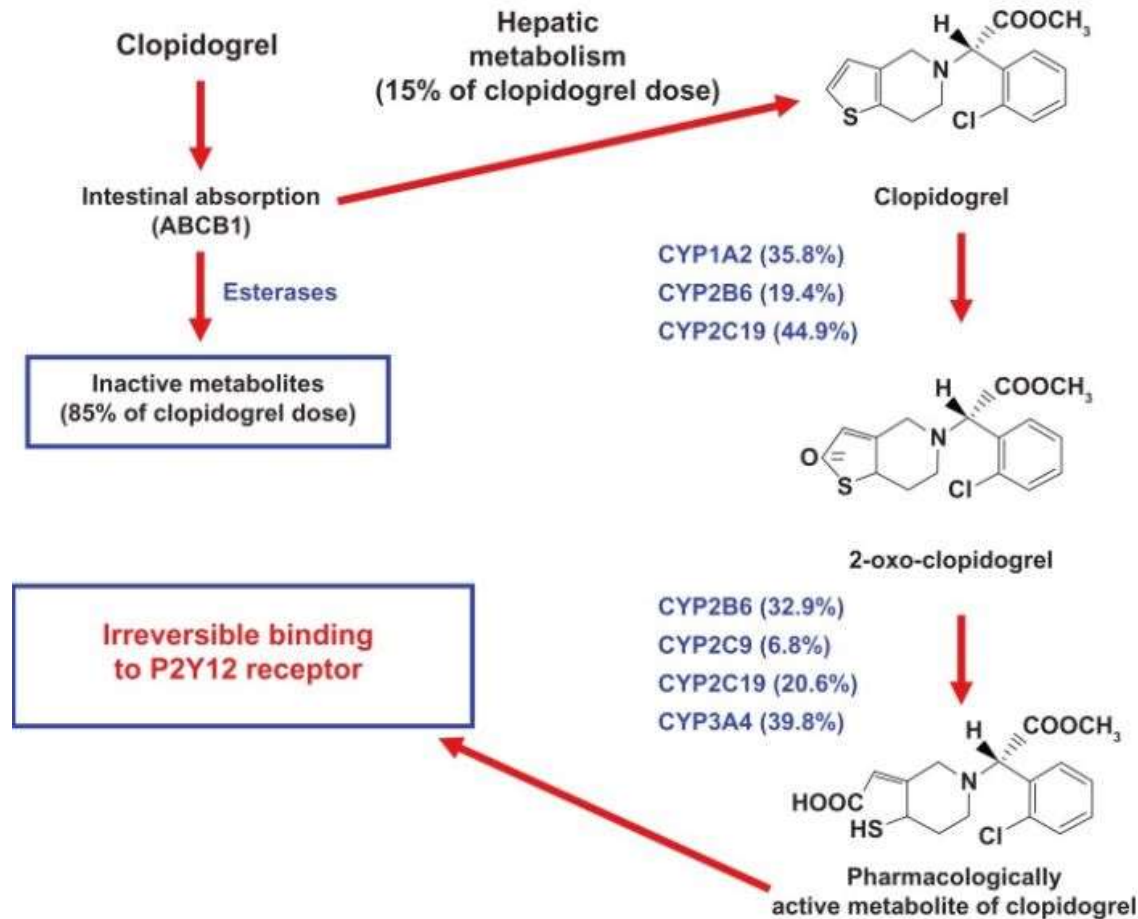 Clopidogrel
Intestinal absorption
(ABCB1)
Esterases
Inactive metabolites
(85% of clopidogrel dose)
Hepatic
metabolism
(15% of clopidogrel dose)
H
COOCH3
N
S
Cl
Clopidogrel
CYP1A2 (35.8%)
CYP2B6 (19.4%)
CYP2C19 (44.9%)
H
COOCH3
N
O
=
S
Cl
2-oxo-clopidogrel
CYP2B6 (32.9%)
CYP2C9 (6.8%)
CYP2C19 (20.6%)
CYP3A4 (39.8%)
H
COOCH3
N
HOOC
HS
Cl
Pharmacologically
active metabolite of clopidogrel
Irreversible binding
to P2Y12 receptor